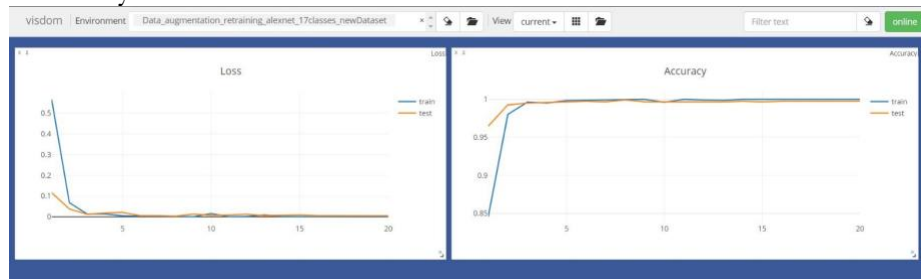 visdom Environment Data_augmentation_retraining_alexnet_17classes_newDataset × View current Filter text online
Loss
Loss
train
test
0.5
0.4
0.3
0.2
0.1
0
5 10 15 20
Accuracy
Accuracy
train
test
1
0.95
0.9
0.85
5 10 15 20